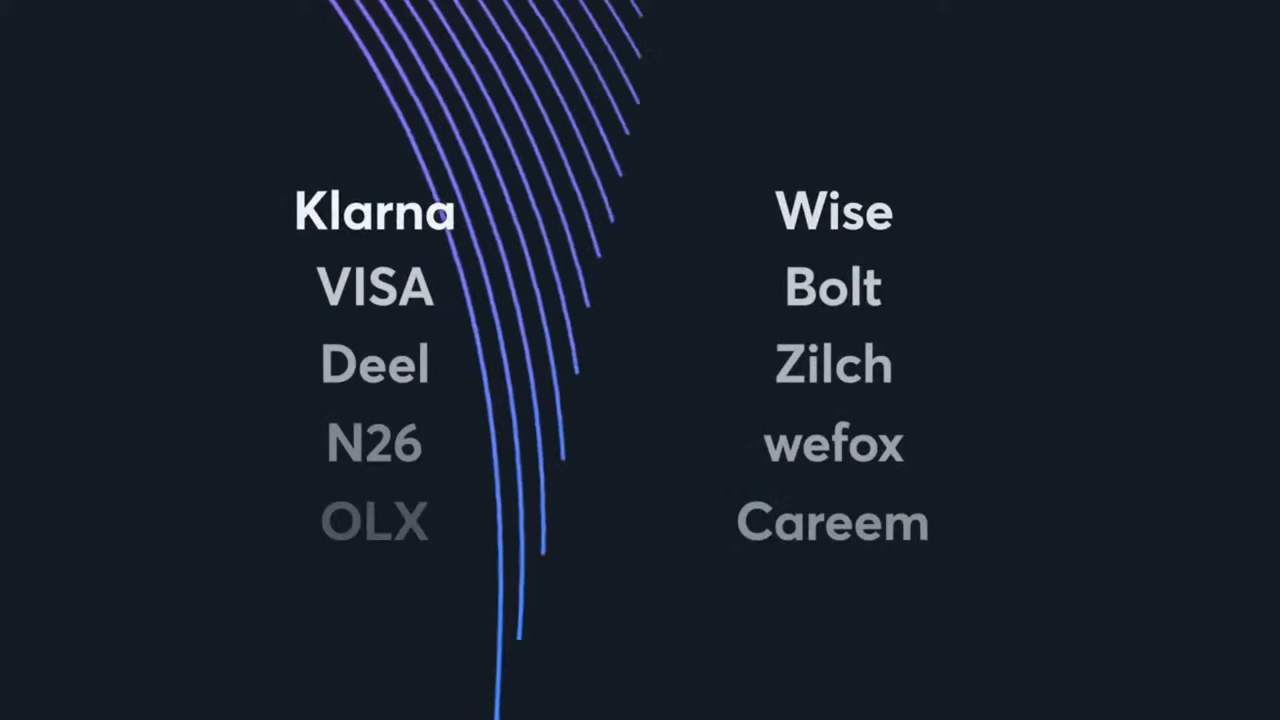 Klarna
VISA
Deel
N26
OLX
Wise
Bolt
Zilch
wefox
Careem